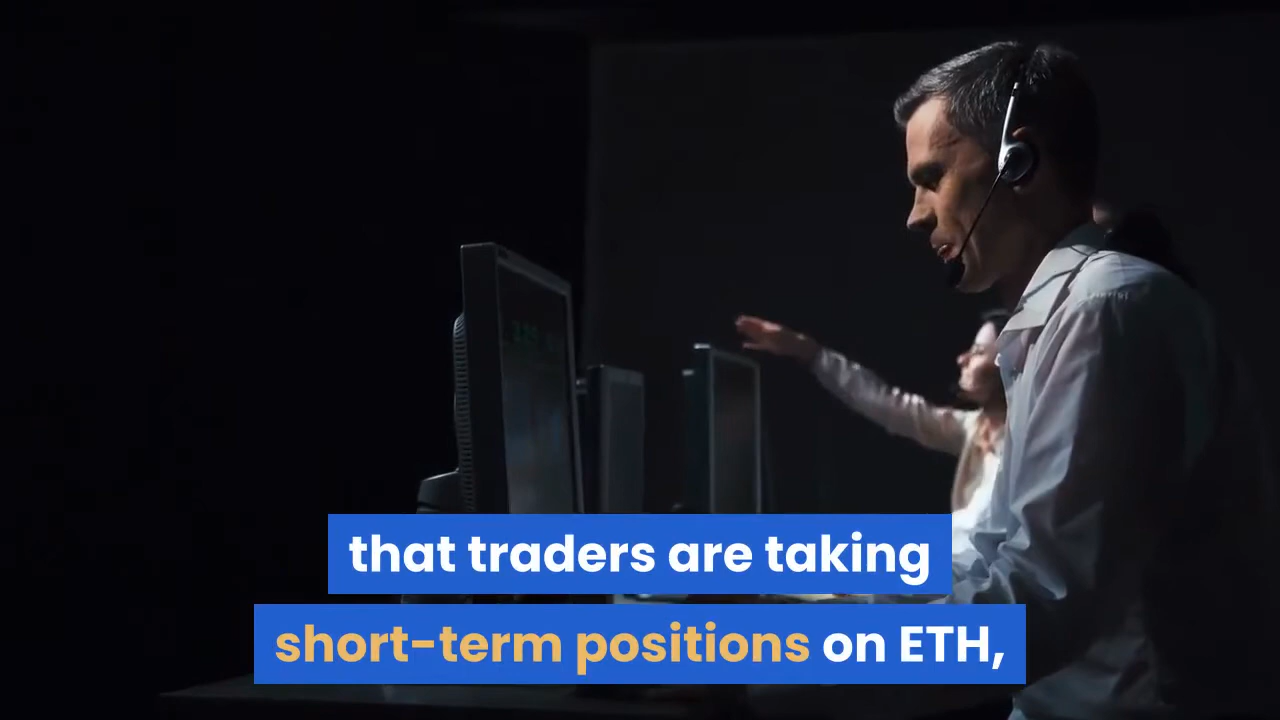 that traders are taking
short-term positions on ETH,